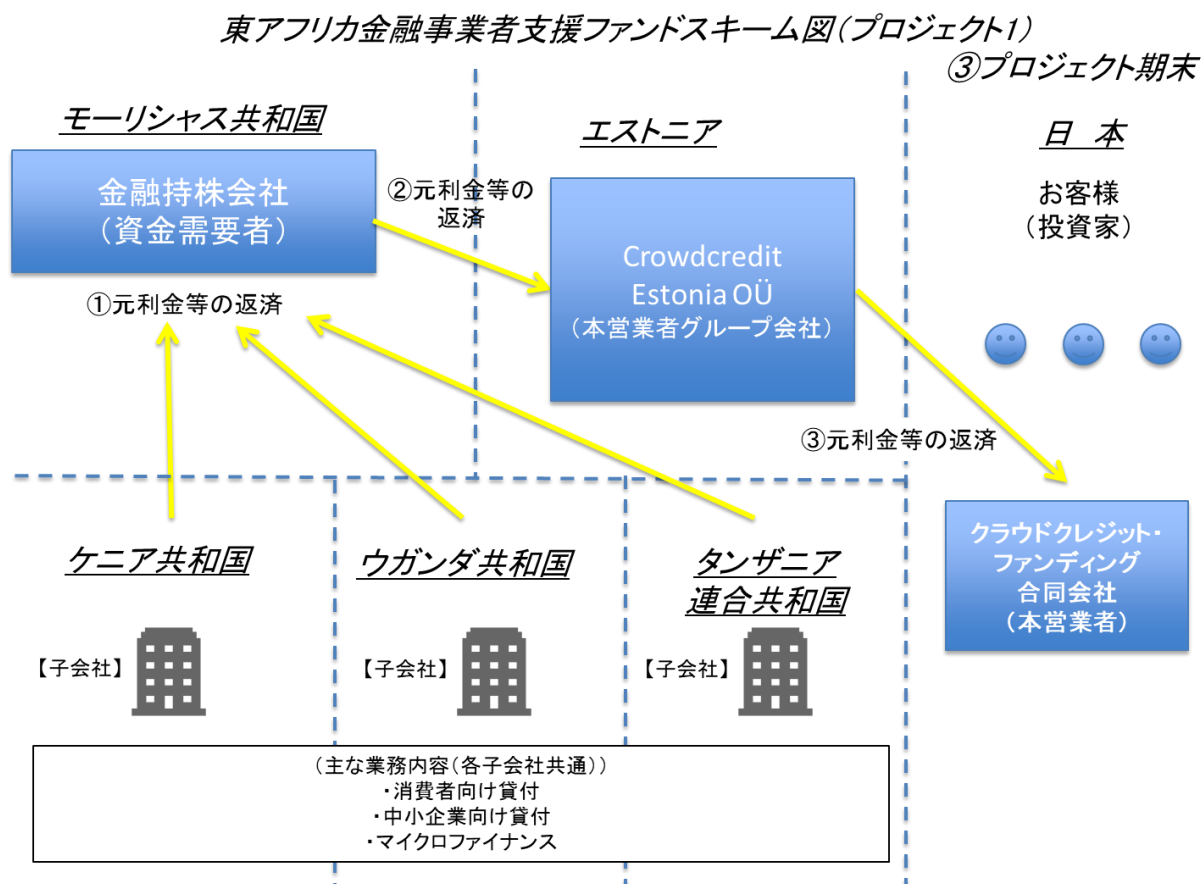 東アフリカ金融事業者支援ファンドスキーム図(プロジェクト1)
③プロジェクト期末
モーリシャス共和国
エストニア
日 本
金融持株会社
(資金需要者)
②元利金等の
返済
Crowdcredit
Estonia OÜ
(本営業者グループ会社)
お客様
(投資家)
①元利金等の返済
③元利金等の返済
クラウドクレジット・
ファンディング
合同会社
(本営業者)
ケニア共和国
ウガンダ共和国
タンザニア
連合共和国
【子会社】
【子会社】
【子会社】
(主な業務内容(各子会社共通))
・消費者向け貸付
・中小企業向け貸付
・マイクロファイナンス